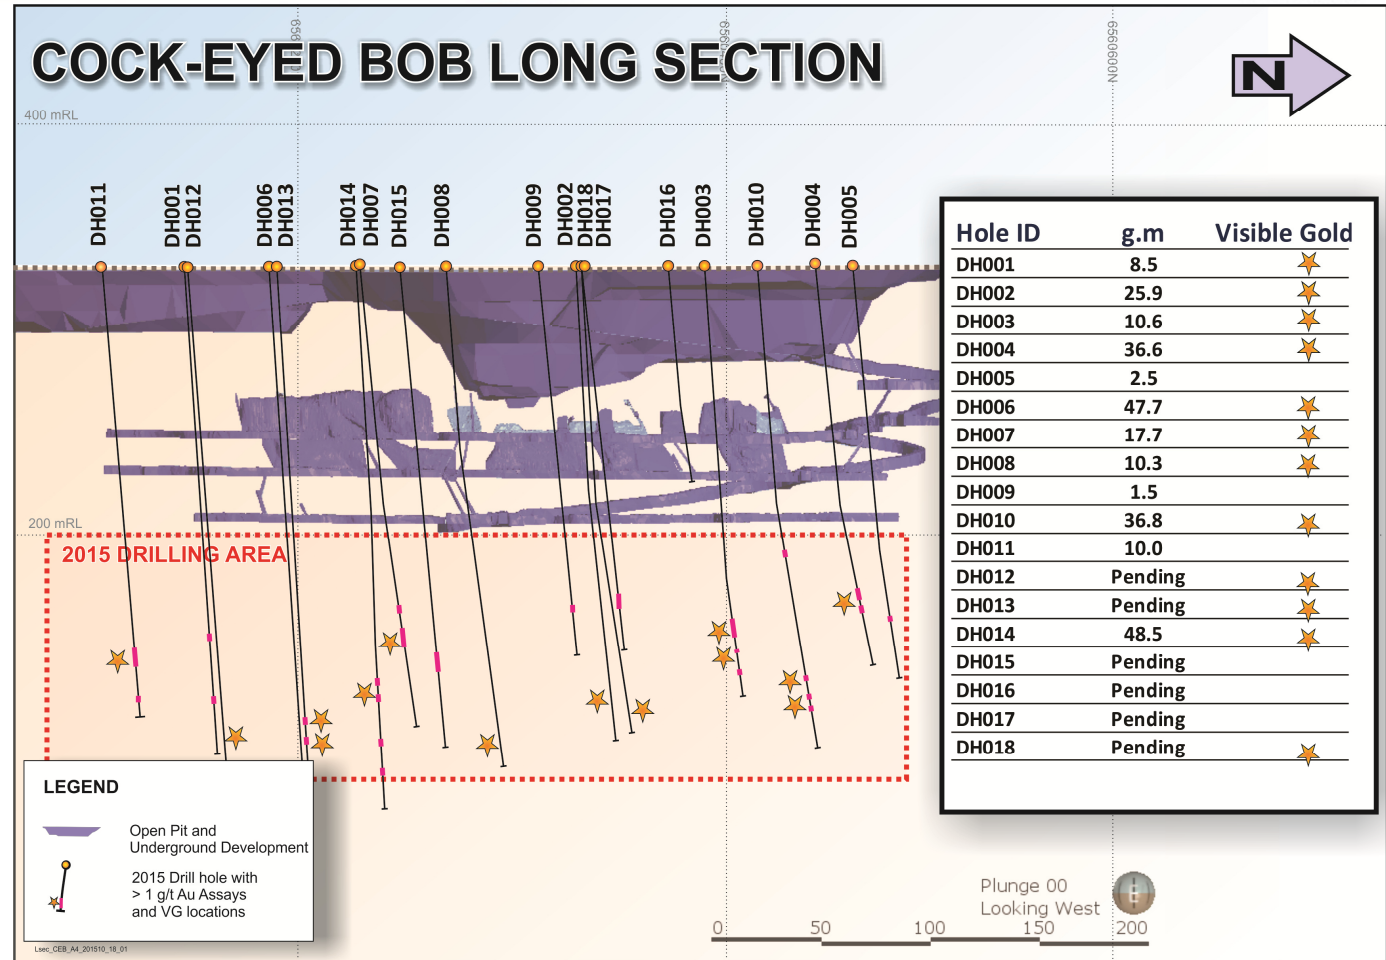 COCK-EYED BOB LONG SECTION
N
6560600N
400 mRL
DH011
DH001
DH012
DH006
DH013
DH014
DH007
DH015
DH008
DH009
DH002
DH018
DH017
DH016
DH003
DH010
DH004
DH005
Hole ID g.m Visible Gold
DH001 8.5
DH002 25.9
DH003 10.6
DH004 36.6
DH005 2.5
DH006 47.7
DH007 17.7
DH008 10.3
DH009 1.5
DH010 36.8
DH011 10.0
DH012 Pending
DH013 Pending
DH014 48.5
DH015 Pending
DH016 Pending
DH017 Pending
DH018 Pending
200 mRL
2015 DRILLING AREA
LEGEND
Open Pit and
Underground Development
2015 Drill hole with
> 1 g/t Au Assays
and VG locations
Lsec_CEB_A4_201510_18_01
Plunge 00
Looking West
0 50 100 150 200